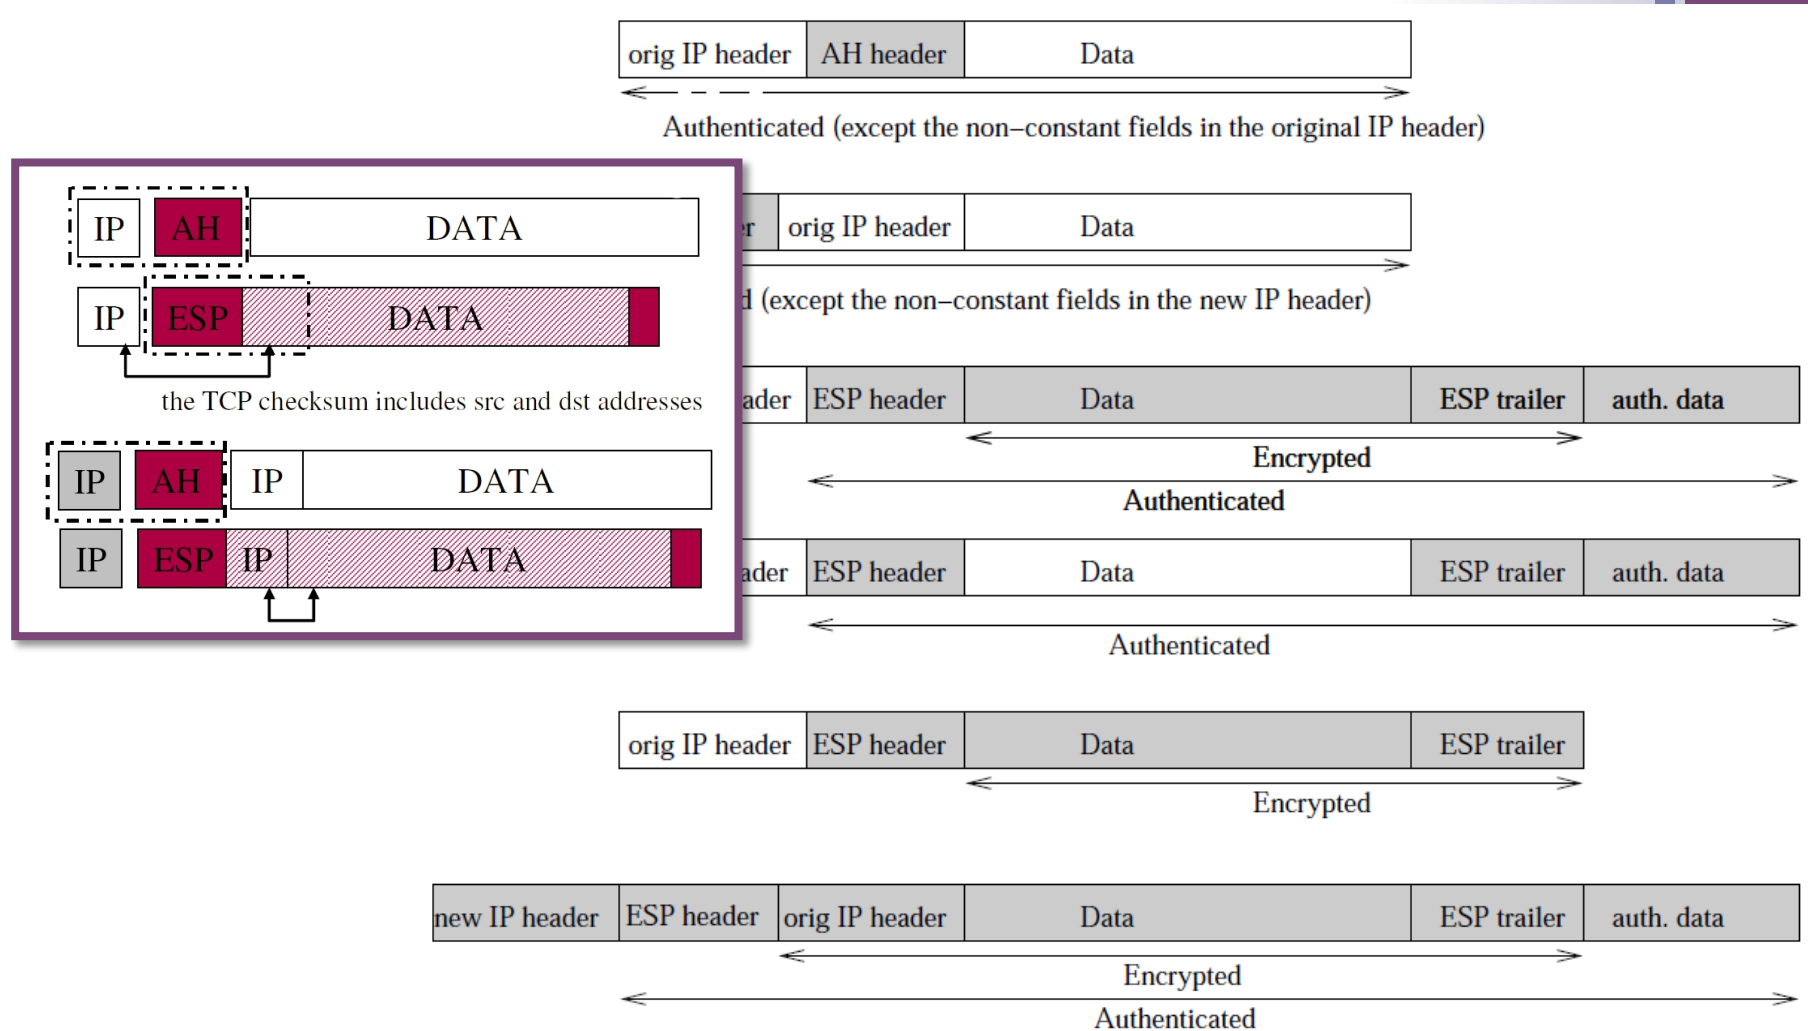 orig IP header AH header Data
Authenticated (except the non–constant fields in the original IP header)
orig IP header Data
(except the non–constant fields in the new IP header)
ESP header Data ESP trailer auth. data
Encrypted
Authenticated
ESP header Data ESP trailer auth. data
Authenticated
IP AH DATA
IP ESP DATA
the TCP checksum includes src and dst addresses
IP AH IP DATA
IP ESP IP DATA
orig IP header ESP header Data ESP trailer
Encrypted
new IP header ESP header orig IP header Data ESP trailer auth. data
Encrypted
Authenticated